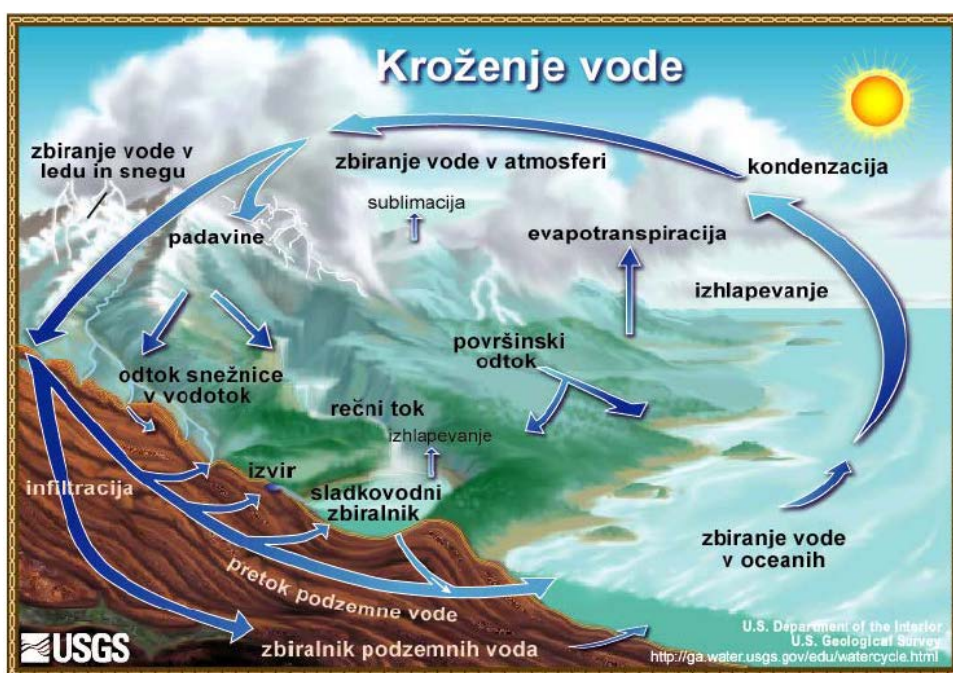 Kroženje vode
zbiranje vode v
ledu in snegu
zbiranje vode v atmosferi
kondenzacija
sublimacija
padavine
evapotranspiracija
izhlapevanje
površinski
odtok
odtok snežnice
v vodotok
rečni tok
izhlapevanje
izvir
infiltracija
sladkovodni
zbiralnik
zbiranje vode
v oceanih
pretok podzemne vode
zbiralnik podzemnih voda
USGS
U.S. Department of the Interior
U.S. Geological Survey
http://ga.water.usgs.gov/edu/watercycle.html